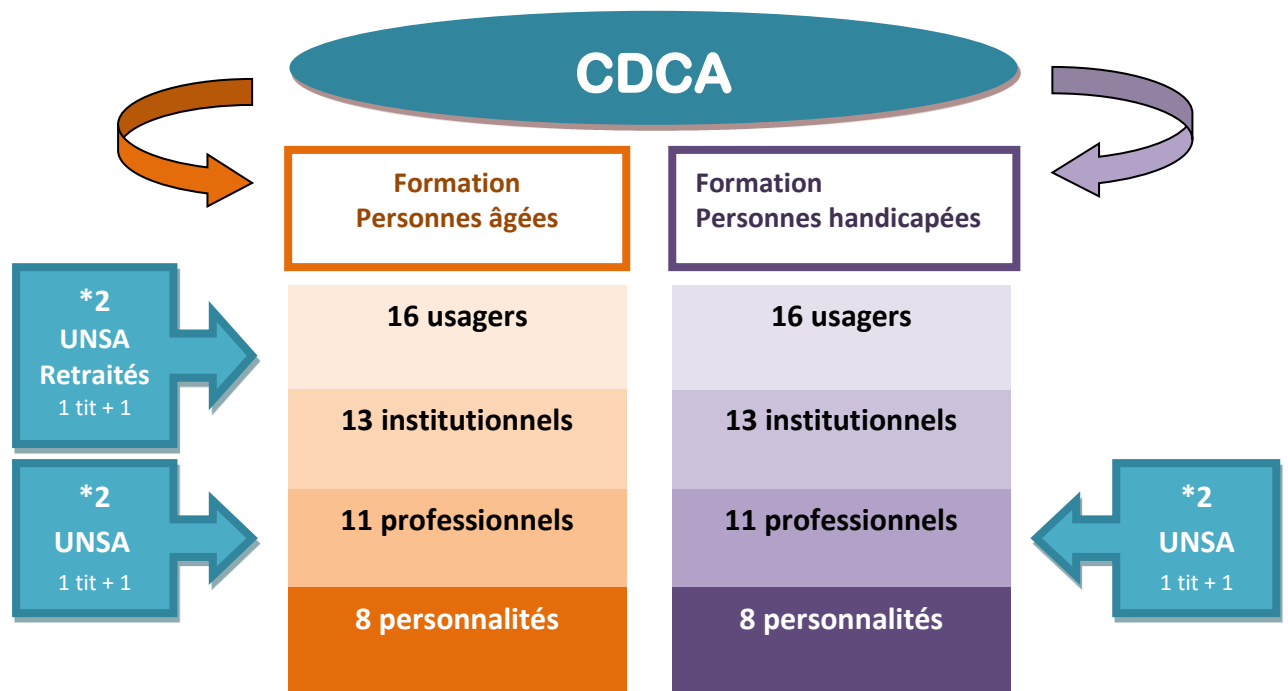 CDCA
Formation
Personnes âgées
Formation
Personnes handicapées
*2
UNSA
Retraités
1 tit + 1
16 usagers
16 usagers
13 institutionnels
13 institutionnels
*2
UNSA
1 tit + 1
11 professionnels
11 professionnels
*2
UNSA
1 tit + 1
8 personnalités
8 personnalités